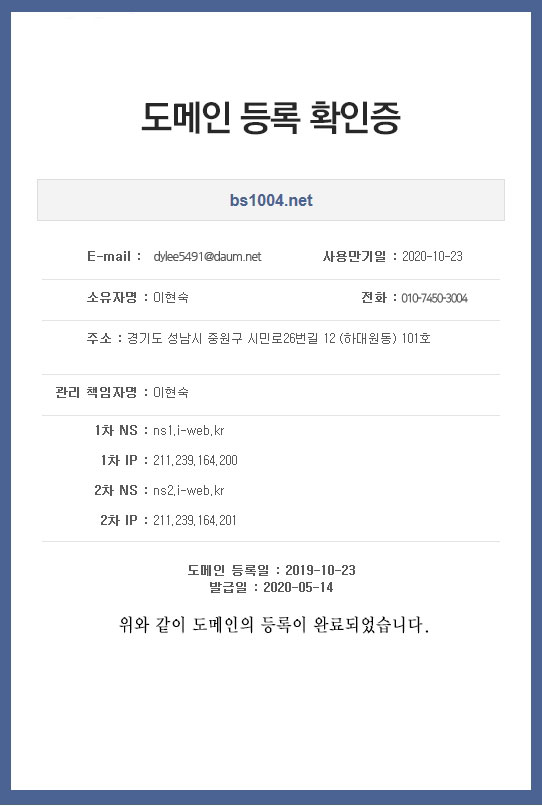 도메인 등록 확인증
bs1004.net
E-mail : dylee5491@daum.net 사용만기일 : 2020-10-23
소유자명 : 이현숙 전화 : 010-7450-3004
주소 : 경기도 성남시 중원구 시민로26번길 12 (하대원동) 101호
관리 책임자명 : 이현숙
1차 NS : ns1.i-web.kr
1차 IP : 211.239.164.200
2차 NS : ns2.i-web.kr
2차 IP : 211.239.164.201
도메인 등록일 : 2019-10-23
발급일 : 2020-05-14
위와 같이 도메인의 등록이 완료되었습니다.